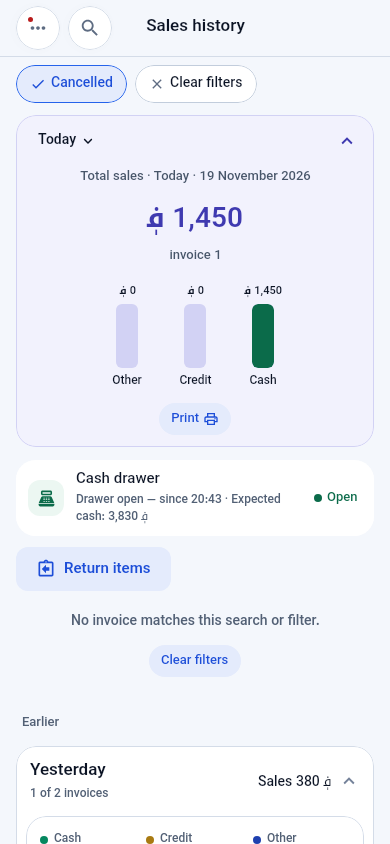 Sales history
Cancelled
Clear filters
Today
Total sales · Today · 19 November 2026
؋ 1,450
invoice 1
؋ 0
؋ 0
؋ 1,450
Other
Credit
Cash
Print
Cash drawer
Drawer open — since 20:43 · Expected
cash: 3,830 ؋
Open
Return items
No invoice matches this search or filter.
Clear filters
Earlier
Yesterday
Sales 380 ؋
1 of 2 invoices
Cash
Credit
Other